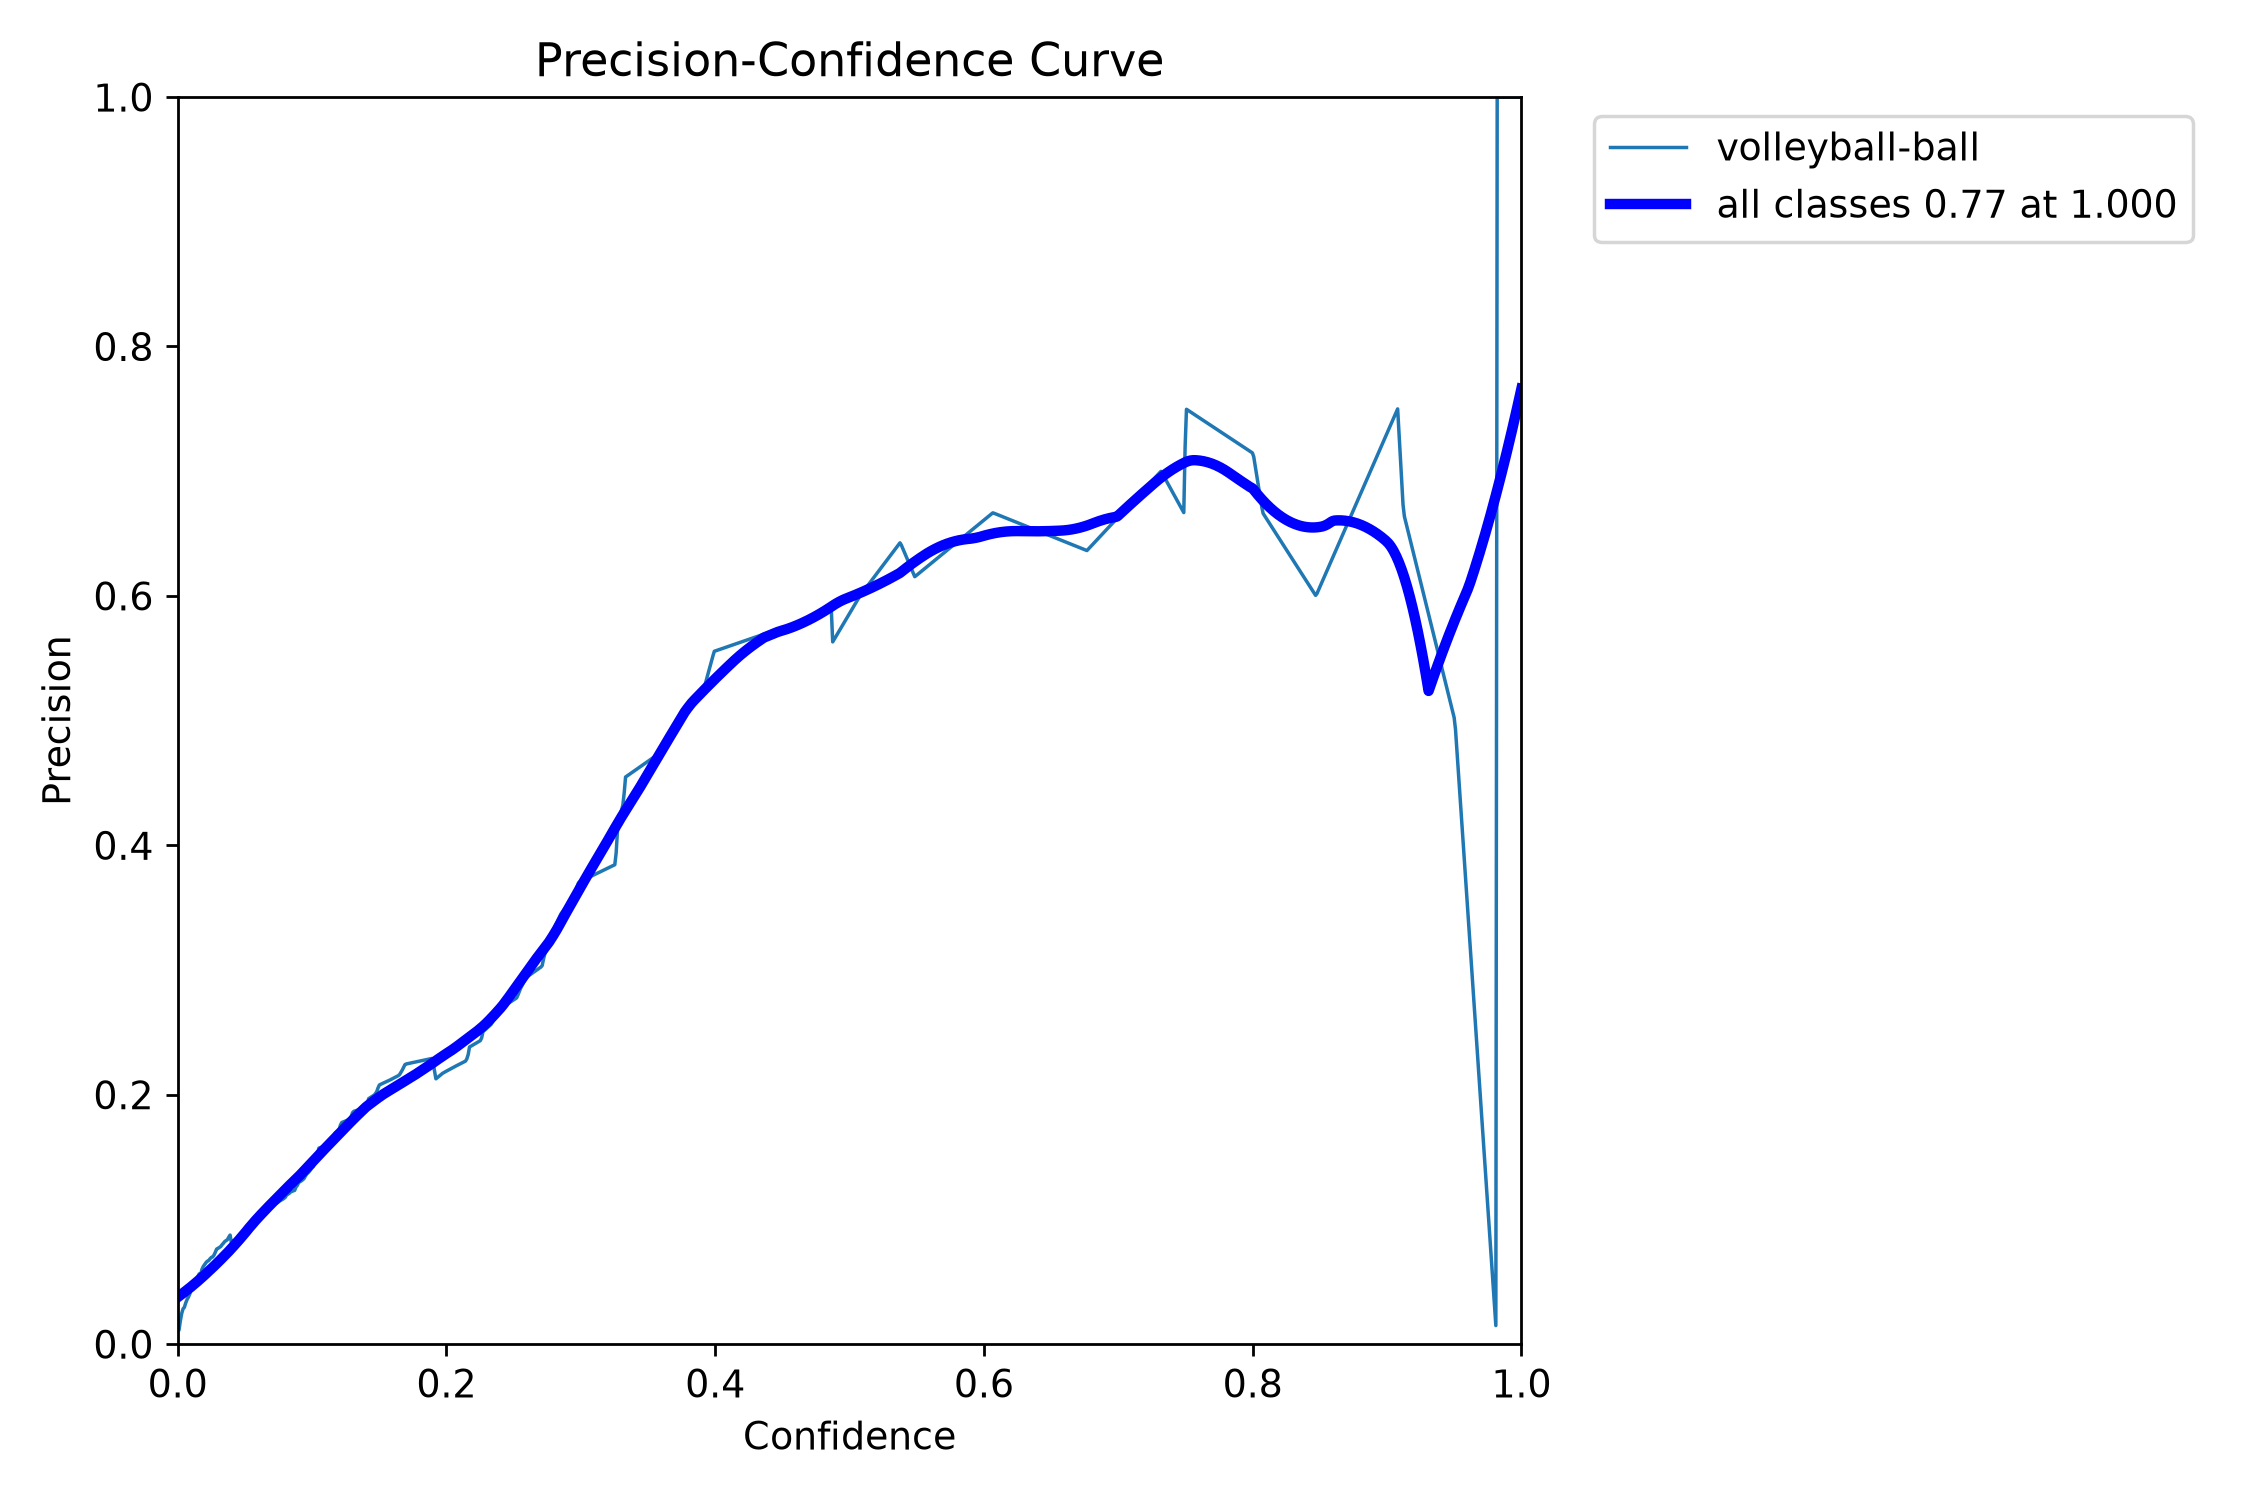 Precision-Confidence Curve
1.0
0.8
0.6
0.4
0.2
0.0
Precision
0.0 0.2 0.4 0.6 0.8 1.0
Confidence
volleyball-ball
all classes 0.77 at 1.000